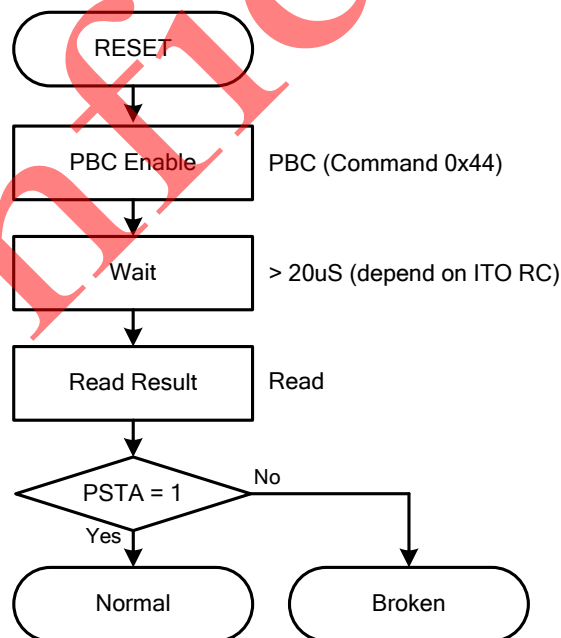 RESET
PBC Enable
PBC (Command 0x44)
Wait
> 20uS (depend on ITO RC)
Read Result
Read
PSTA = 1
No
Yes
Normal
Broken